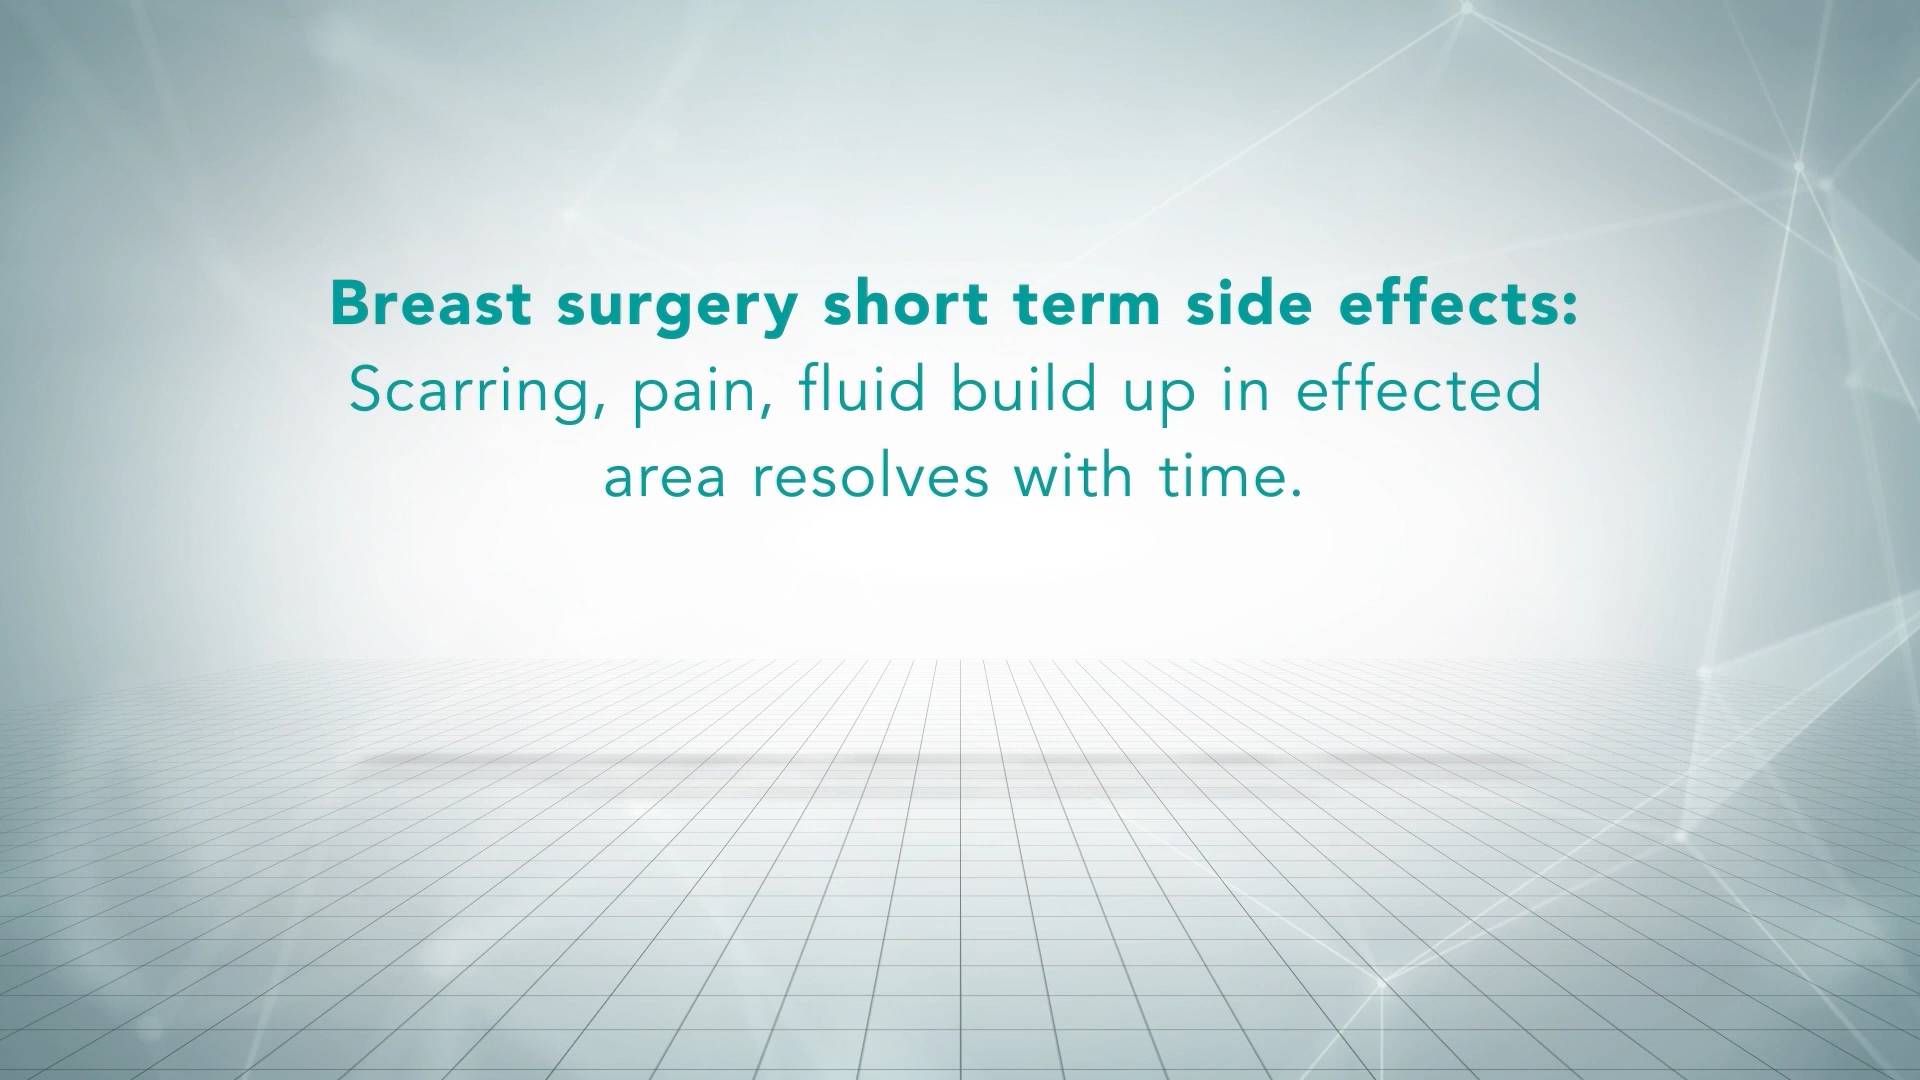 Breast surgery short term side effects:
Scarring, pain, fluid build up in effected
area resolves with time.